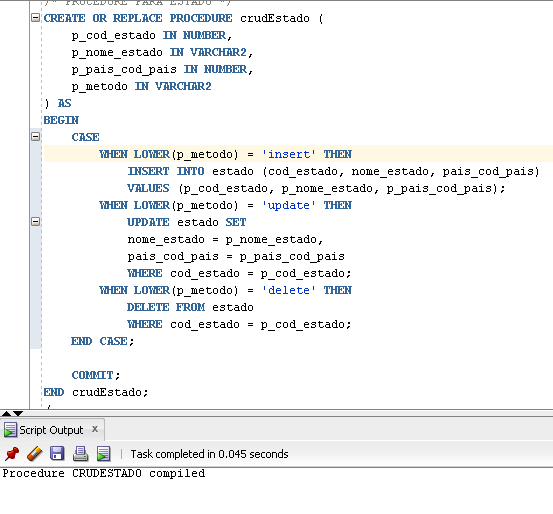 /* PROCEDURE PARA ESTADO */
CREATE OR REPLACE PROCEDURE crudEstado (
    p_cod_estado IN NUMBER,
    p_nome_estado IN VARCHAR2,
    p_pais_cod_pais IN NUMBER,
    p_metodo IN VARCHAR2
) AS
BEGIN
    CASE
        WHEN LOWER(p_metodo) = 'insert' THEN
            INSERT INTO estado (cod_estado, nome_estado, pais_cod_pais)
            VALUES (p_cod_estado, p_nome_estado, p_pais_cod_pais);
        WHEN LOWER(p_metodo) = 'update' THEN
            UPDATE estado SET
            nome_estado = p_nome_estado,
            pais_cod_pais = p_pais_cod_pais
            WHERE cod_estado = p_cod_estado;
        WHEN LOWER(p_metodo) = 'delete' THEN
            DELETE FROM estado
            WHERE cod_estado = p_cod_estado;
    END CASE;

    COMMIT;
END crudEstado;
/
Script Output x
Task completed in 0.045 seconds
Procedure CRUDESTADO compiled